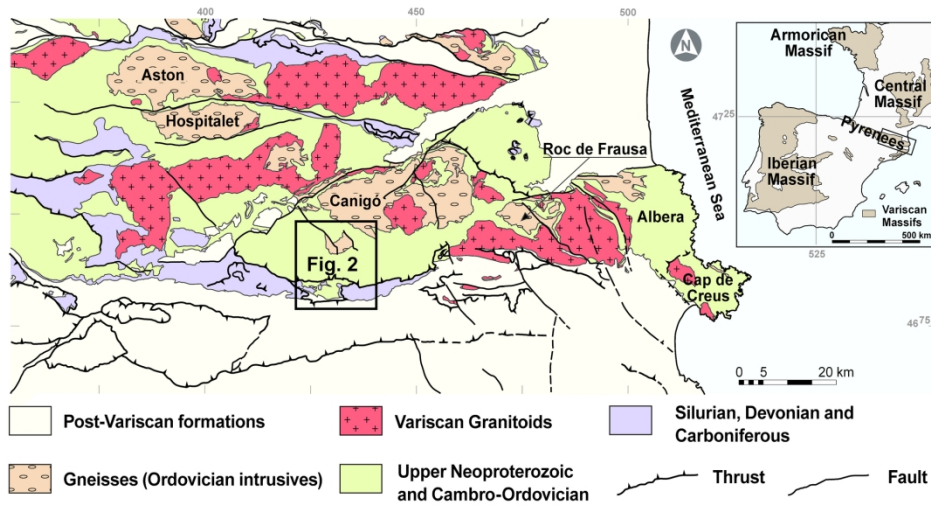 400
450
500
Aston
Hospitalet
Canigó
Fig. 2
Roc de Frausa
Albera
Cap de
Creus
Mediterranean Sea
N
4725
4675
0 5 20 km
Armorican
Massif
Central
Massif
Pyrenees
Iberian
Massif
Variscan
Massifs
0 500 km
525
Post-Variscan formations
Variscan Granitoids
Silurian, Devonian and
Carboniferous
Gneisses (Ordovician intrusives)
Upper Neoproterozoic
and Cambro-Ordovician
Thrust
Fault